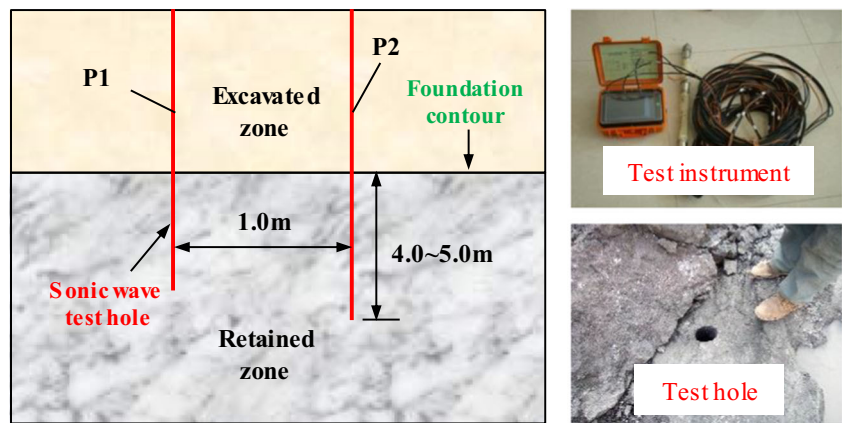 P1
P2
Excavated
zone
Foundation
contour
1.0m
4.0~5.0m
Sonic wave
test hole
Retained
zone
Test instrument
Test hole